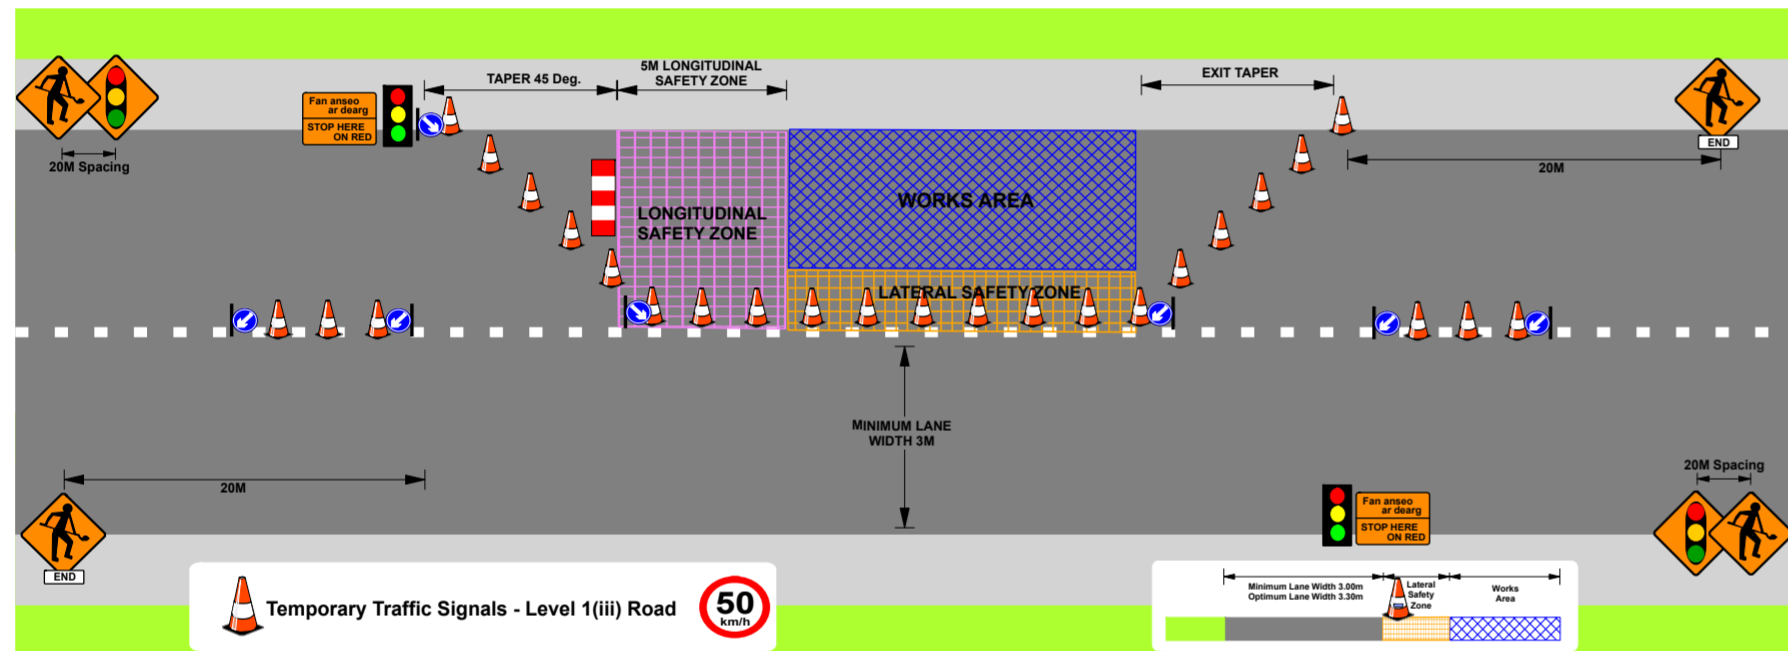 5M LONGITUDINAL
SAFETY ZONE
TAPER 45 Deg.
EXIT TAPER
Fan anseo
ar dearg
STOP HERE
ON RED
20M Spacing
END
20M
WORKS AREA
LONGITUDINAL
SAFETY ZONE
LATERAL SAFETY ZONE
MINIMUM LANE
WIDTH 3M
20M
20M Spacing
Fan anseo
ar dearg
STOP HERE
ON RED
END
Temporary Traffic Signals - Level 1(iii) Road
50
km/h
Minimum Lane Width 3.00m
Optimum Lane Width 3.30m
Lateral
Safety
Zone
Works
Area